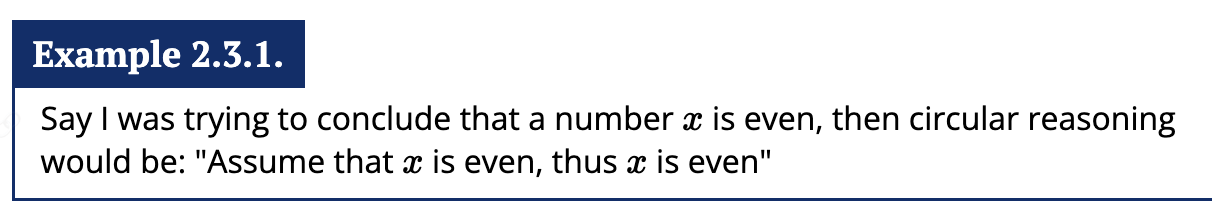 Example 2.3.1.
Say I was trying to conclude that a number x is even, then circular reasoning
would be: "Assume that x is even, thus x is even"